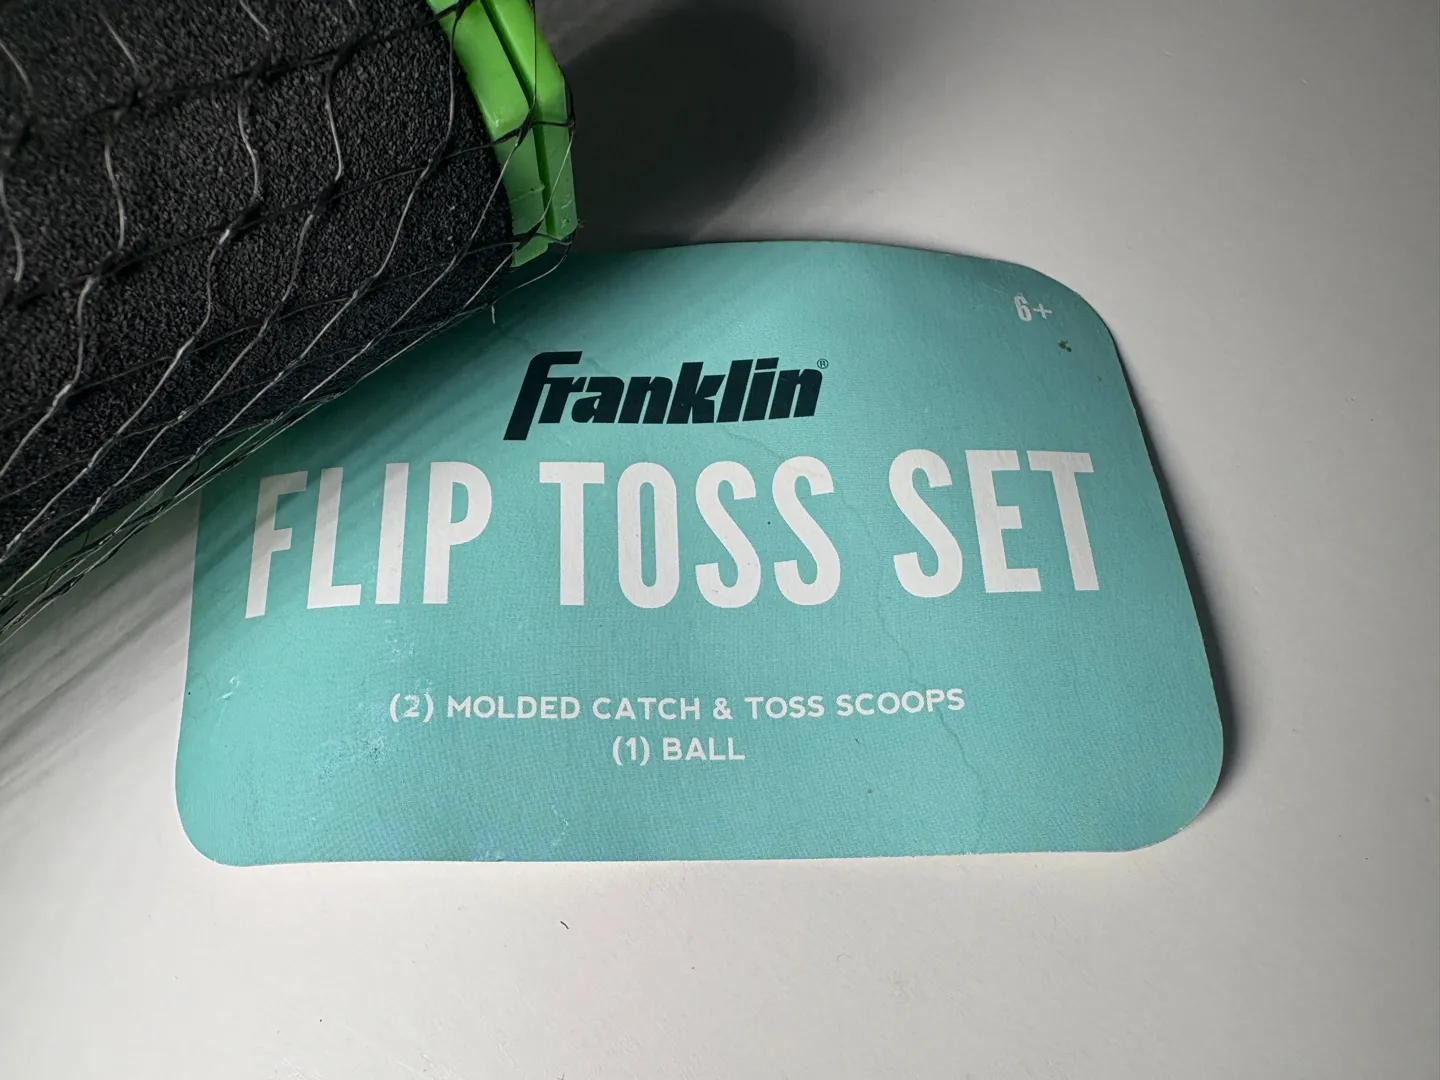 6+
Franklin®
FLIP TOSS SET
(2) MOLDED CATCH & TOSS SCOOPS
(1) BALL